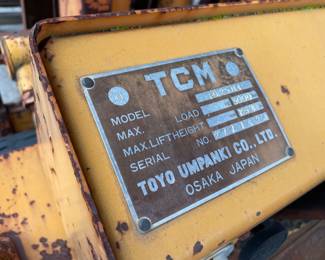 TCM
MODEL
MAX. LOAD
MAX. LIFTHEIGHT
SERIAL NO
TOYO UMPANKI CO., LTD.
OSAKA JAPAN